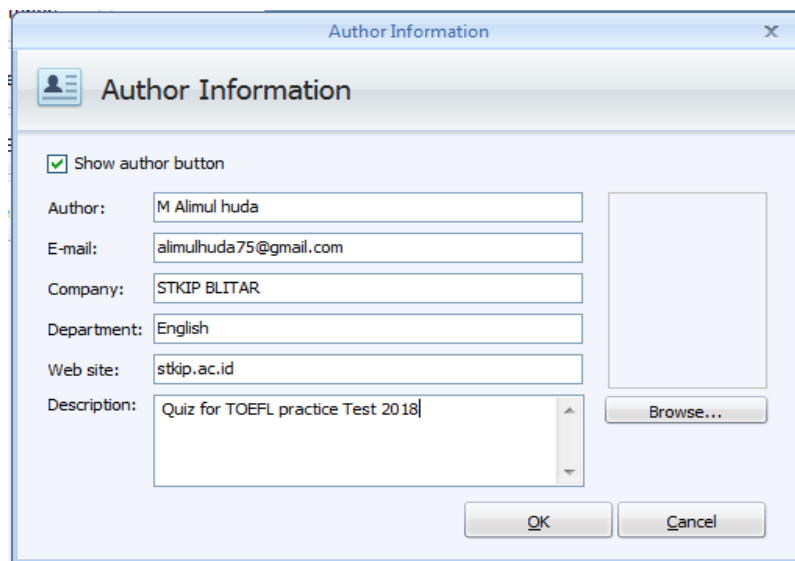 Author Information
Author Information
Show author button
Author: M Alimul huda
E-mail: alimulhuda75@gmail.com
Company: STKIP BLITAR
Department: English
Web site: stkip.ac.id
Description: Quiz for TOEFL practice Test 2018
Browse...
OK Cancel